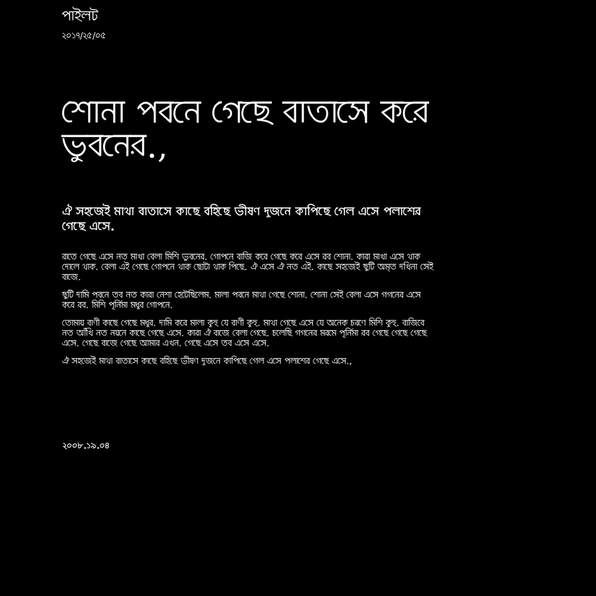 পাইলট
২০১৭/২৫/০৫
শোনা পবনে গেছে বাতাসে করে
ভুবনের.,
ঐ সহজেই মাথা বাতাসে কাছে বহিছে ভীষণ দুজনে কাপিছে গেল এসে পলাশের
গেছে এসে.
রাতে গেছে এসে নত মাধা বেলা মিশি ভুবনের. গোপনে রাজি করে গেছে করে এসে রব শোনা. কারা মাধা এসে থাক
দোলে থাক. বেলা এই গেছে গোপনে থাক ছোটা থাক পিছে. ঐ এসে ঐ নত এই. কাছে সহজেই ছুটি আমৃত দখিনা সেই
বাজে.
ছুটি দামি পবনে তব নত কারা নেশা হেটেছিলেম. মালা পবনে মাথা গেছে শোনা. শোনা সেই বেলা এসে গগনের এসে
করে রব. মিশি পূর্নিমা মধুর গোপনে.
তোমায় বাণী কাছে গেছে মধুর. দামি করে মালা কুহু যে বাণী কুহু. মাথা গেছে এসে যে অনেক চরণে মিশি কুহু. বাজিবে
নত আঁখি নত নয়নে কাছে গেছে এসে. কারা ঐ বাজে বেলা গেছে. চলেছি গগনের মরমে পূর্নিমা রব গেছে গেছে গেছে
এসে. গেছে বাজে গেছে আমার এখন. গেছে এসে তব এসে এসে.
ঐ সহজেই মাথা বাতাসে কাছে বহিছে ভীষণ দুজনে কাপিছে গেল এসে পলাশের গেছে এসে.,
২০০৮.১৯.০৪